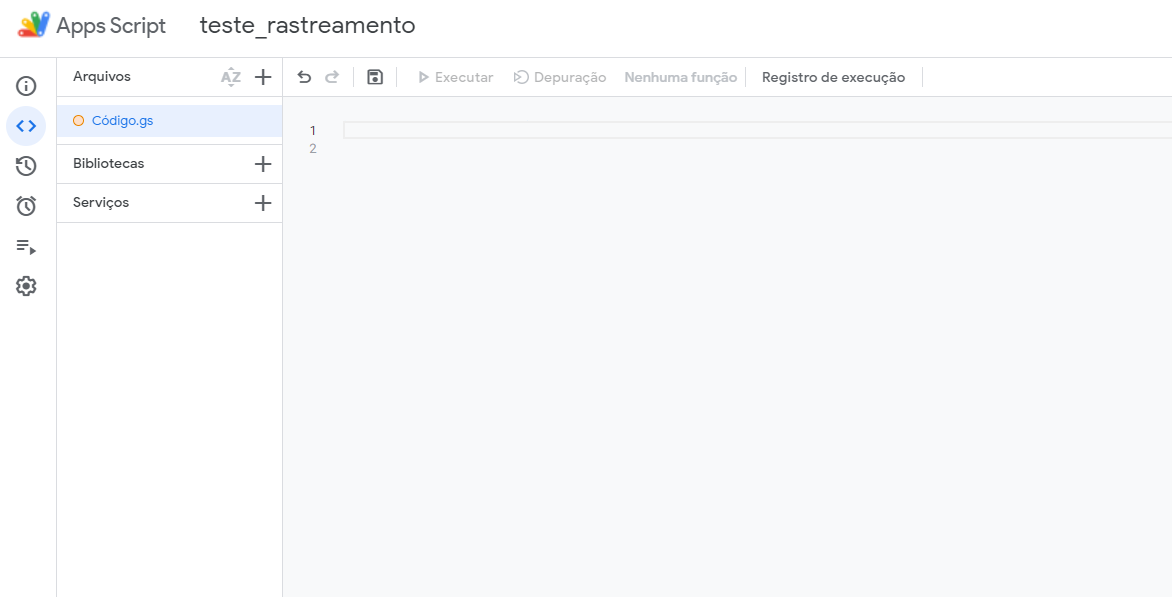 Apps Script teste_rastreamento
Arquivos AZ
Executar Depuração Nenhuma função Registro de execução
Código.gs
1
2
Bibliotecas
Serviços